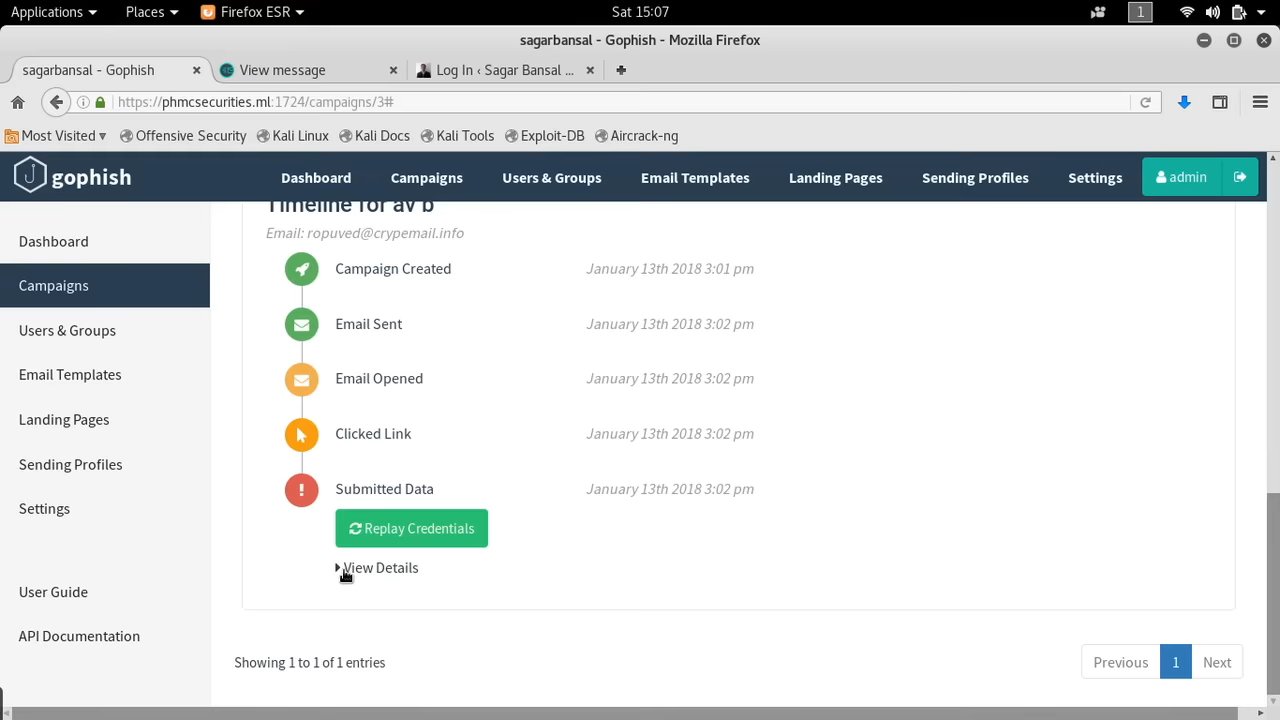 Applications Places Firefox ESR Sat 15:07 1
sagarbansal - Gophish - Mozilla Firefox
sagarbansal - Gophish View message Log In ‹ Sagar Bansal ...
https://phmcsecurities.ml:1724/campaigns/3#
Most Visited Offensive Security Kali Linux Kali Docs Kali Tools Exploit-DB Aircrack-ng
gophish Dashboard Campaigns Users & Groups Email Templates Landing Pages Sending Profiles Settings admin
Timeline for av b
Email: ropuved@crypemail.info
Dashboard
Campaigns
Users & Groups
Email Templates
Landing Pages
Sending Profiles
Settings
User Guide
API Documentation
Campaign Created January 13th 2018 3:01 pm
Email Sent January 13th 2018 3:02 pm
Email Opened January 13th 2018 3:02 pm
Clicked Link January 13th 2018 3:02 pm
Submitted Data January 13th 2018 3:02 pm
Replay Credentials
View Details
Showing 1 to 1 of 1 entries
Previous 1 Next